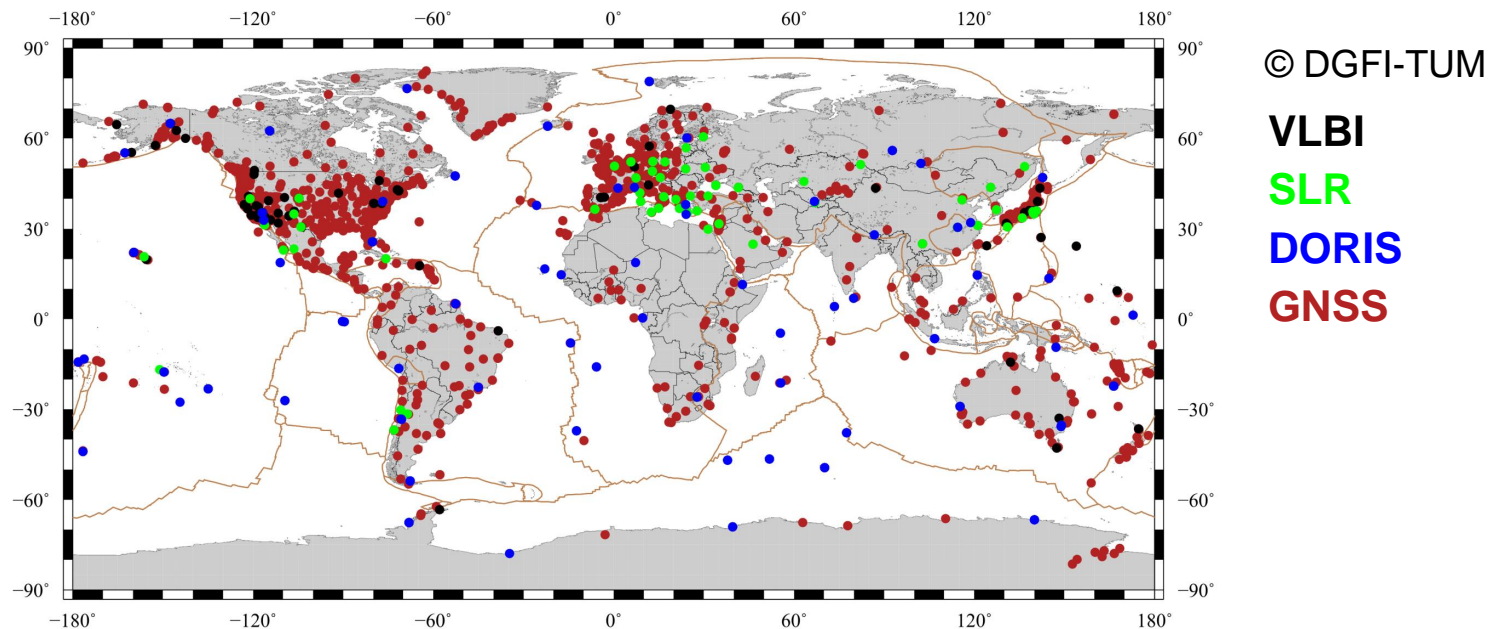 −180˚ −120˚ −60˚ 0˚ 60˚ 120˚ 180˚
90˚ 90˚
60˚ 60˚
30˚ 30˚
0˚ 0˚
−30˚ −30˚
−60˚ −60˚
−90˚ −90˚
−180˚ −120˚ −60˚ 0˚ 60˚ 120˚ 180˚
© DGFI-TUM
VLBI
SLR
DORIS
GNSS